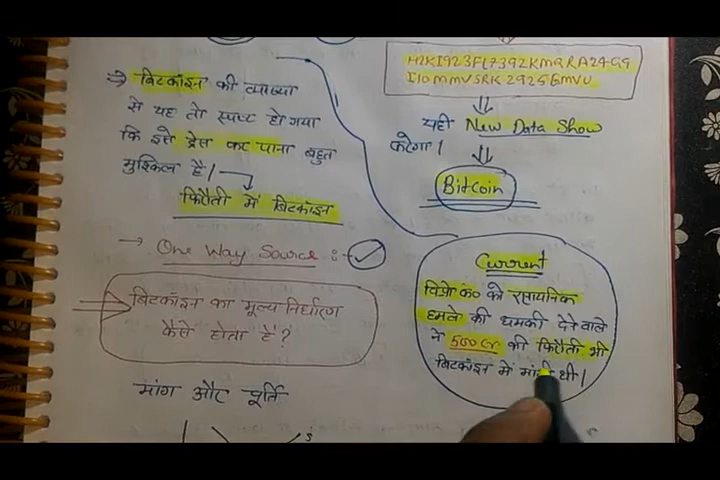 ⇒ बिटकॉइन की व्याख्या
से यह तो स्पष्ट हो गया
कि इसे ट्रेस कर पाना बहुत
मुश्किल है।
फिरौती में बिटकॉइन
→ One Way Source :- ✓
बिटकॉइन का मूल्य निर्धारण
कैसे होता है?
मांग और पूर्ति
S
H2KI923FL7392KMQRRA24G9
I10MMVSRK29256MVU
यही New Data Show
करेगा।
Bitcoin
Current
विप्रो कं० को रासायनिक
हमले की धमकी देने वाले
ने 500 Cr की फिरौती भी
बिटकॉइन में मांगी थी।